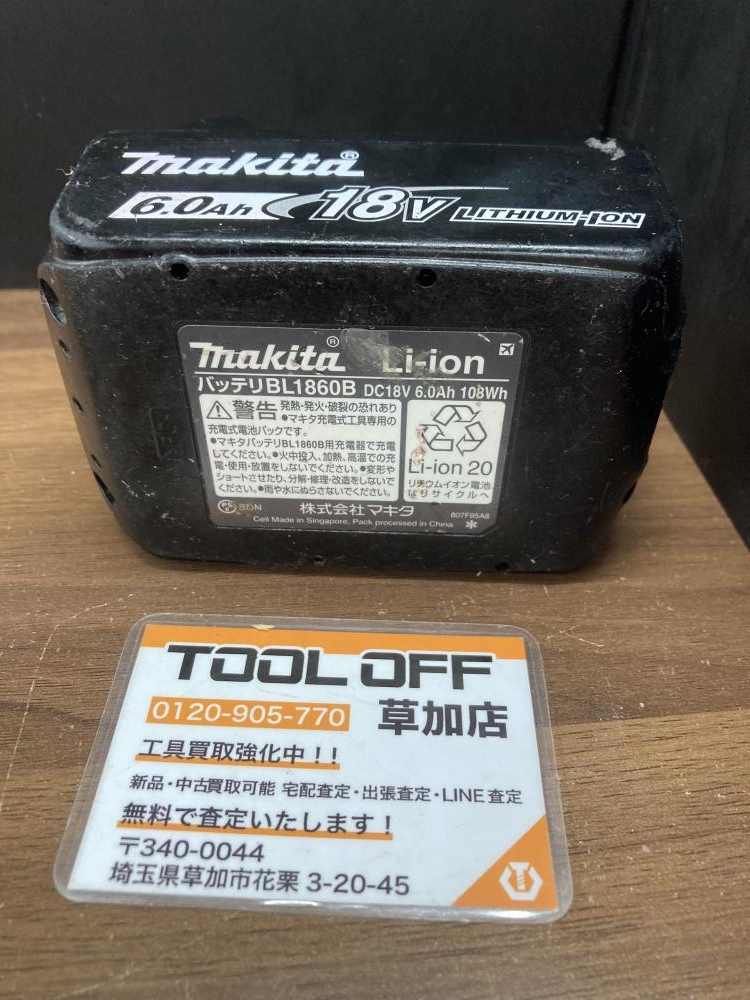 makita®
6.0Ah 18V LITHIUM-ION
makita® Li-ion
バッテリBL1860B DC18V 6.0Ah 108Wh
警告 発熱・発火・破裂の恐れあり
●マキタ充電式工具専用の
充電式電池パックです。
●マキタバッテリBL1860B用充電器で充電
してください。●火中投入、加熱、高温での充
電・使用・放置をしないでください。●変形や
ショートさせたり、分解・修理・改造をしないで
ください。●雨や水にぬらさないでください。
Li-ion 20
リチウムイオン電池
はリサイクルへ
PSE SDN 株式会社マキタ 807F95A8
Cell Made in Singapore, Pack processed in China *
TOOL OFF
0120-905-770 草加店
工具買取強化中!!
新品・中古買取可能 宅配査定・出張査定・LINE査定
無料で査定いたします!
〒340-0044
埼玉県草加市花栗 3-20-45